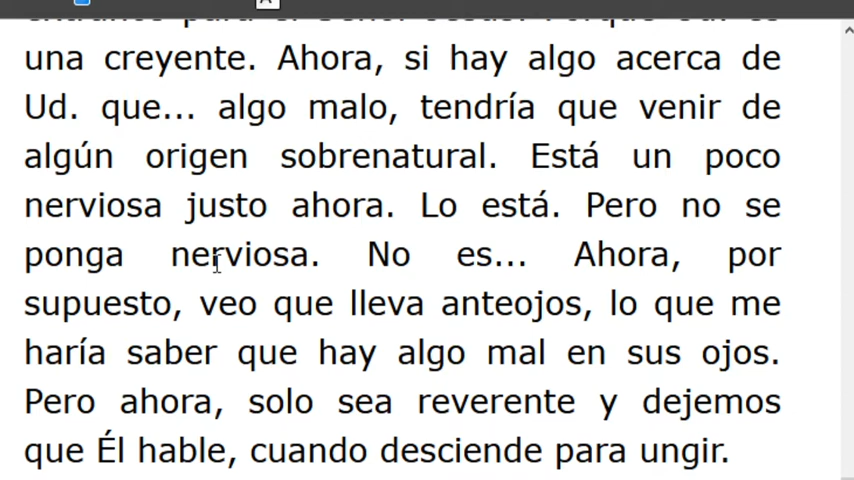 una creyente. Ahora, si hay algo acerca de
Ud. que... algo malo, tendría que venir de
algún origen sobrenatural. Está un poco
nerviosa justo ahora. Lo está. Pero no se
ponga nerviosa. No es... Ahora, por
supuesto, veo que lleva anteojos, lo que me
haría saber que hay algo mal en sus ojos.
Pero ahora, solo sea reverente y dejemos
que Él hable, cuando desciende para ungir.